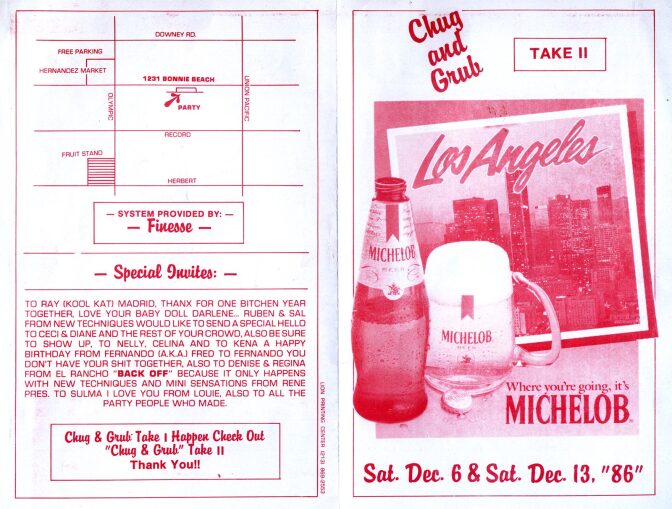 DOWNEY RD.
FREE PARKING
HERNANDEZ MARKET
1231 BONNIE BEACH
OLYMPIC
UNION PACIFIC
PARTY
RECORD
FRUIT STAND
HERBERT
— SYSTEM PROVIDED BY: —
— Finesse —
— Special Invites: —
TO RAY (KOOL KAT) MADRID, THANX FOR ONE BITCHEN YEAR
TOGETHER, LOVE YOUR BABY DOLL DARLENE... RUBEN & SAL
FROM NEW TECHNIQUES WOULD LIKE TO SEND A SPECIAL HELLO
TO CECI & DIANE AND THE REST OF YOUR CROWD, ALSO BE SURE
TO SHOW UP, TO NELLY, CELINA AND TO KENA A HAPPY
BIRTHDAY FROM FERNANDO (A.K.A.) FRED TO FERNANDO YOU
DON'T HAVE YOUR SHIT TOGETHER, ALSO TO DENISE & REGINA
FROM EL RANCHO "BACK OFF" BECAUSE IT ONLY HAPPENS
WITH NEW TECHNIQUES AND MINI SENSATIONS FROM RENE
PRES. TO SULMA I LOVE YOU FROM LOUIE, ALSO TO ALL THE
PARTY PEOPLE WHO MADE.
Chug & Grub Take I Happen Check Out
"Chug & Grub" Take II
Thank You!!
LION PRINTING CENTER (213) 989-2553
Chug
and
Grub
TAKE II
Los Angeles
MICHELOB
BEER
MICHELOB
BEER
Where you're going, it's
MICHELOB.
Sat. Dec. 6 & Sat. Dec. 13, "86"